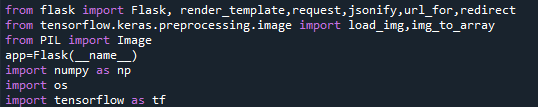 from flask import Flask, render_template,request,jsonify,url_for,redirect
from tensorflow.keras.preprocessing.image import load_img,img_to_array
from PIL import Image
app=Flask(__name__)
import numpy as np
import os
import tensorflow as tf